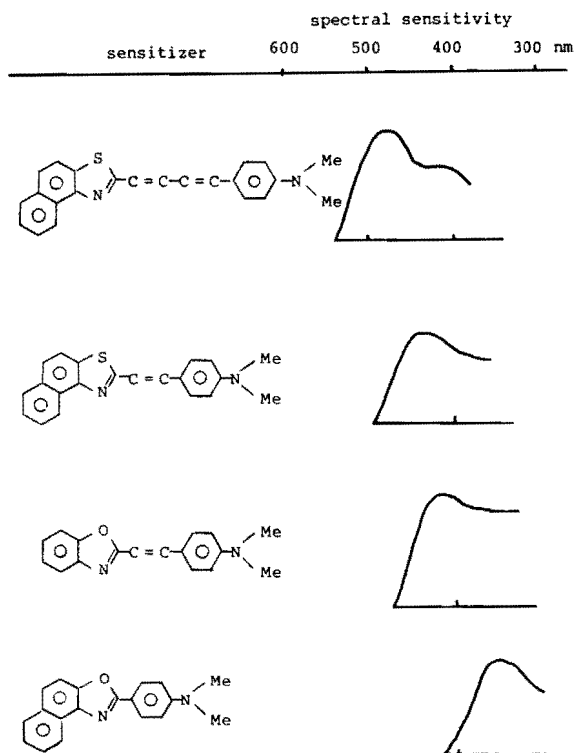 spectral sensitivity
sensitizer 600 500 400 300 nm
S
N
C=C-C=C
N
Me
Me
S
N
C=C
N
Me
Me
O
N
C=C
N
Me
Me
O
N
N
Me
Me